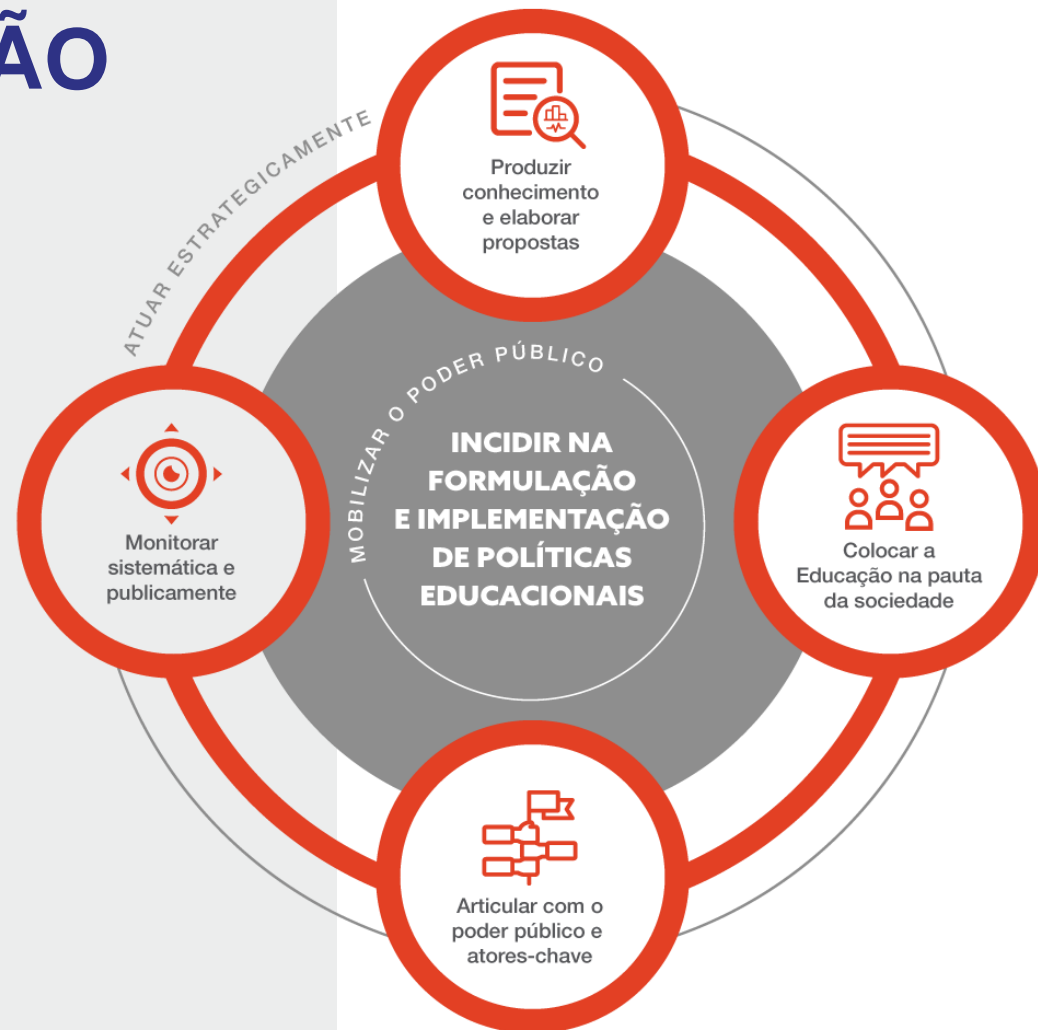 ÃO
ATUAR ESTRATEGICAMENTE
Produzir
conhecimento
e elaborar
propostas
MOBILIZAR O PODER PÚBLICO
INCIDIR NA
FORMULAÇÃO
E IMPLEMENTAÇÃO
DE POLÍTICAS
EDUCACIONAIS
Monitorar
sistemática e
publicamente
Colocar a
Educação na pauta
da sociedade
Articular com o
poder público e
atores-chave